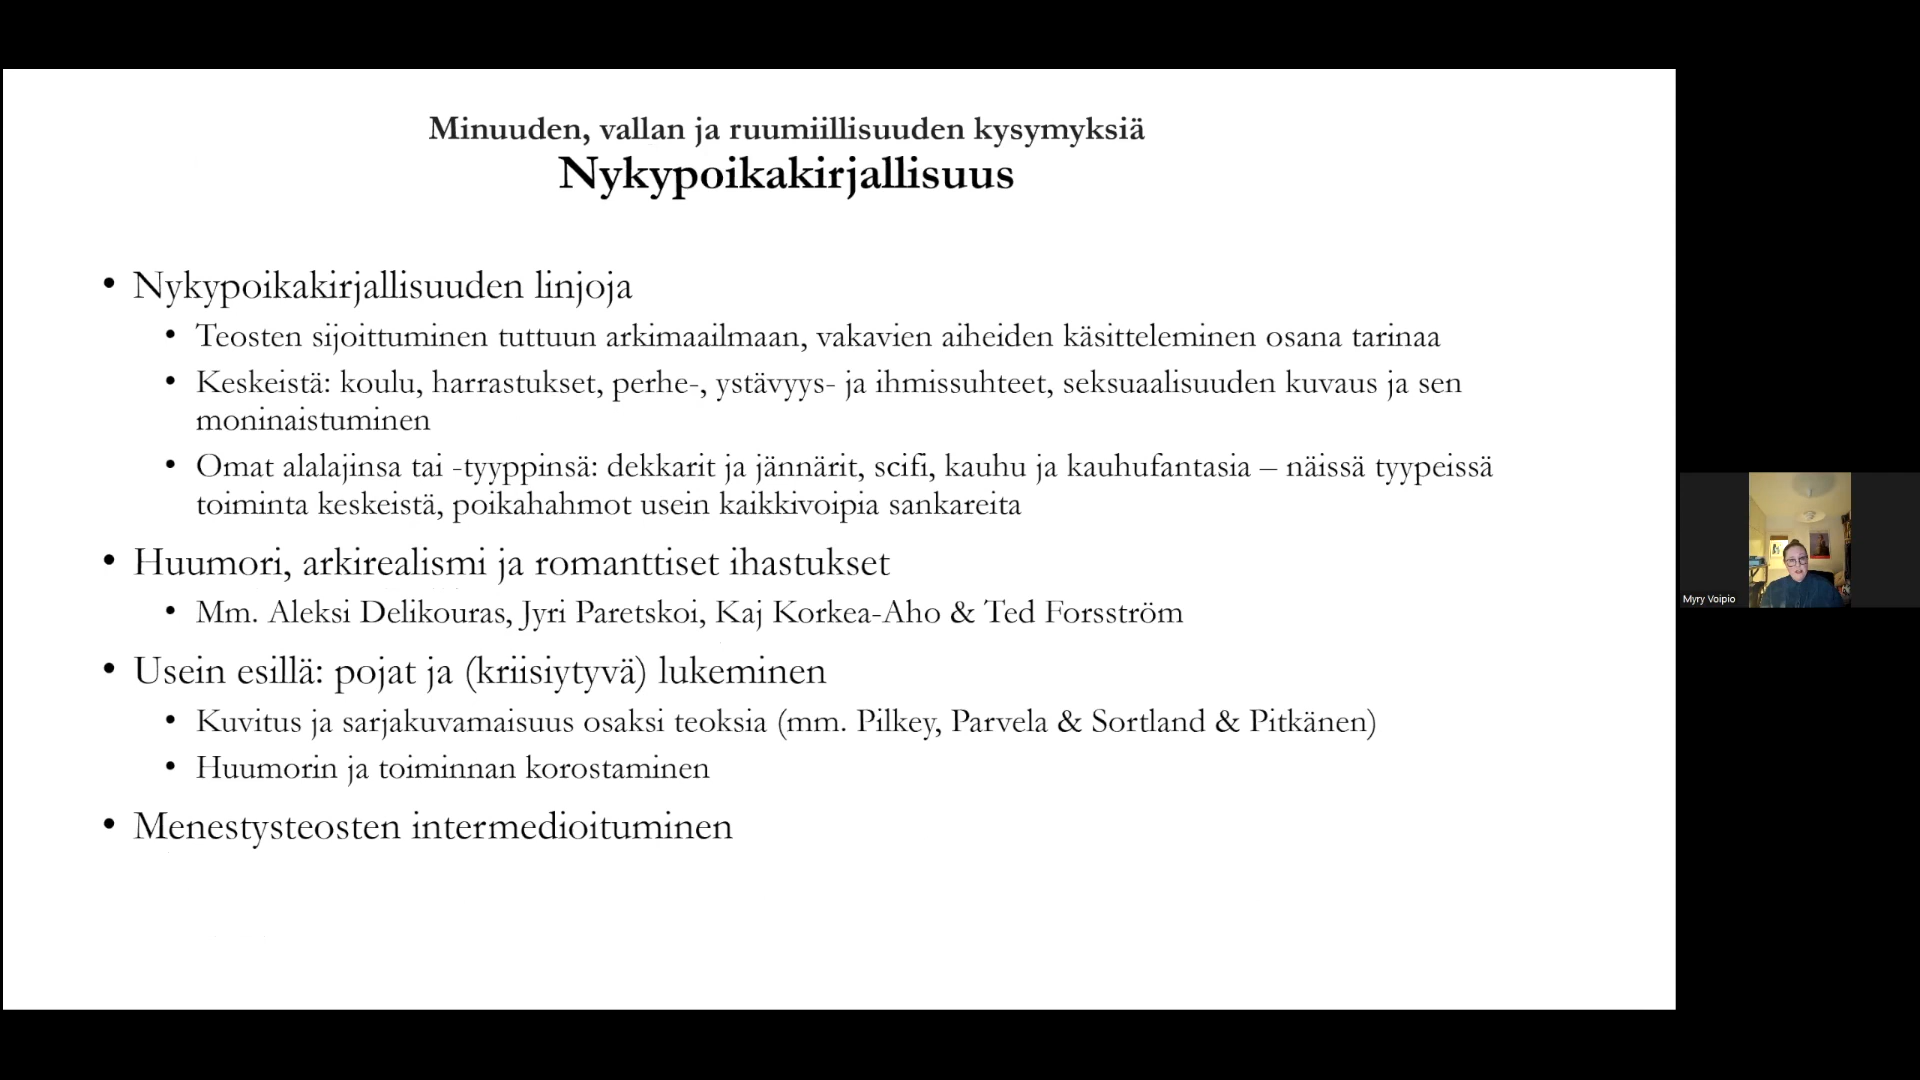 Minuuden, vallan ja ruumiillisuuden kysymyksiä
Nykypoikakirjallisuus
• Nykypoikakirjallisuuden linjoja
• Teosten sijoittuminen tuttuun arkimaailmaan, vakavien aiheiden käsitteleminen osana tarinaa
• Keskeistä: koulu, harrastukset, perhe-, ystävyys- ja ihmissuhteet, seksuaalisuuden kuvaus ja sen
moninaistuminen
• Omat alalajinsa tai -tyyppinsä: dekkarit ja jännärit, scifi, kauhu ja kauhufantasia – näissä tyypeissä
toiminta keskeistä, poikahahmot usein kaikkivoipia sankareita
• Huumori, arkirealismi ja romanttiset ihastukset
• Mm. Aleksi Delikouras, Jyri Paretskoi, Kaj Korkea-Aho & Ted Forsström
• Usein esillä: pojat ja (kriisiytyvä) lukeminen
• Kuvitus ja sarjakuvamaisuus osaksi teoksia (mm. Pilkey, Parvela & Sortland & Pitkänen)
• Huumorin ja toiminnan korostaminen
• Menestysteosten intermedioituminen
Myry Voipio